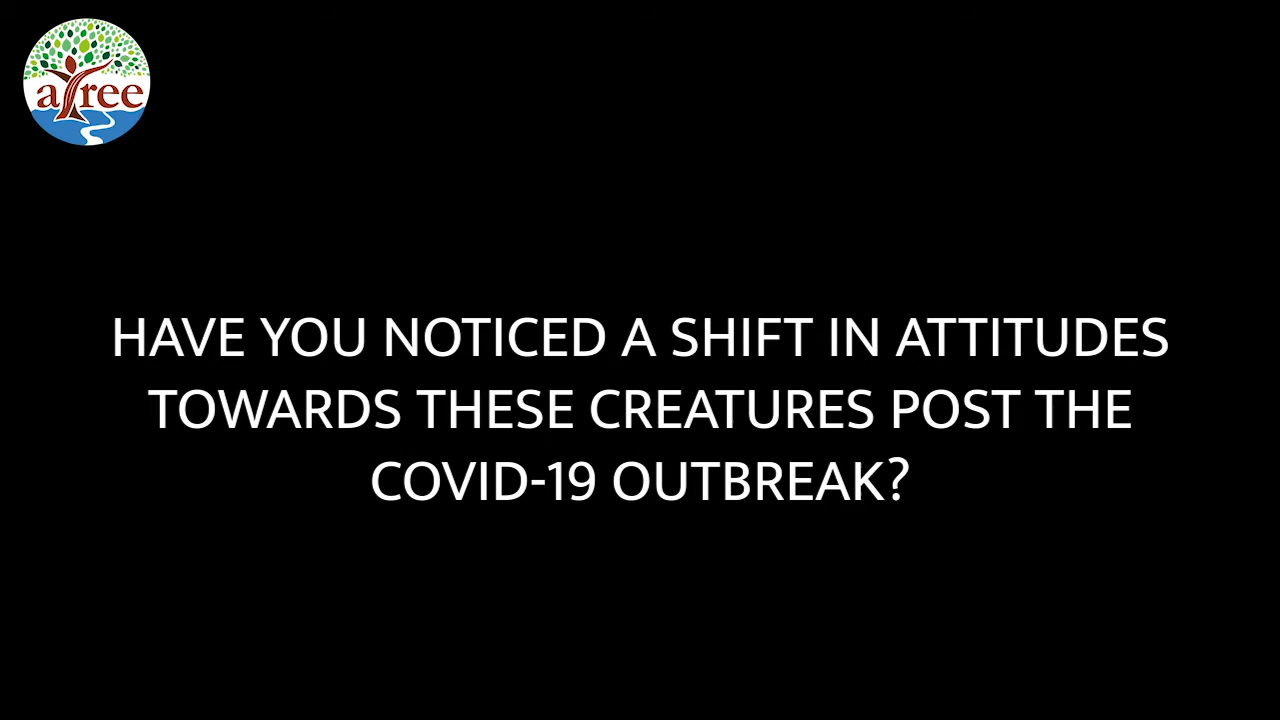 aTree
HAVE YOU NOTICED A SHIFT IN ATTITUDES
TOWARDS THESE CREATURES POST THE
COVID-19 OUTBREAK?